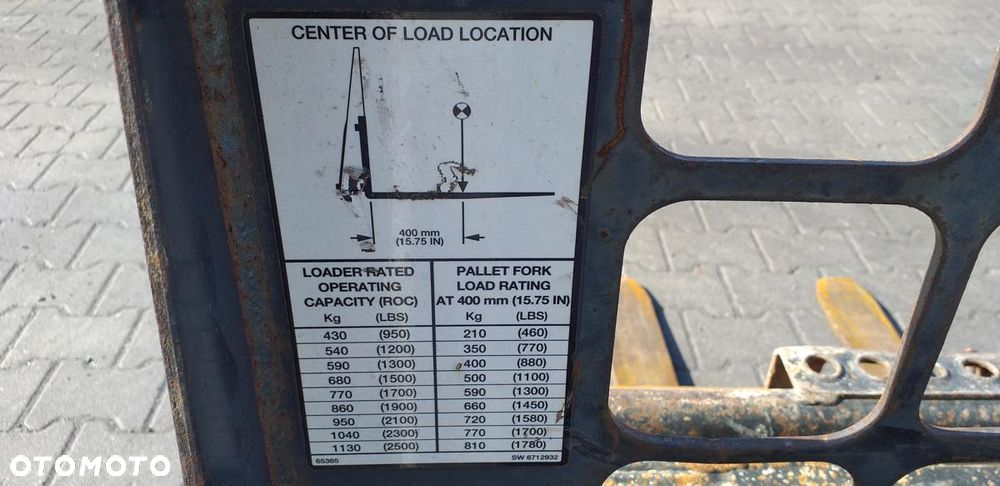 CENTER OF LOAD LOCATION
400 mm
(15.75 IN)
LOADER RATED
OPERATING
CAPACITY (ROC)
Kg (LBS)
PALLET FORK
LOAD RATING
AT 400 mm (15.75 IN)
Kg (LBS)
430 (950) 210 (460)
540 (1200) 350 (770)
590 (1300) 400 (880)
680 (1500) 500 (1100)
770 (1700) 590 (1300)
860 (1900) 660 (1450)
950 (2100) 720 (1580)
1040 (2300) 770 (1700)
1130 (2500) 810 (1780)
65365 SW 6712932
OTOMOTO